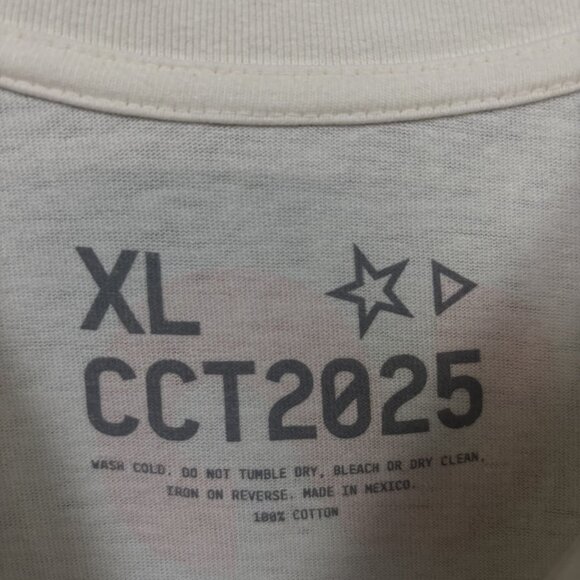 XL
CCT2025
WASH COLD. DO NOT TUMBLE DRY, BLEACH OR DRY CLEAN.
IRON ON REVERSE. MADE IN MEXICO.
100% COTTON